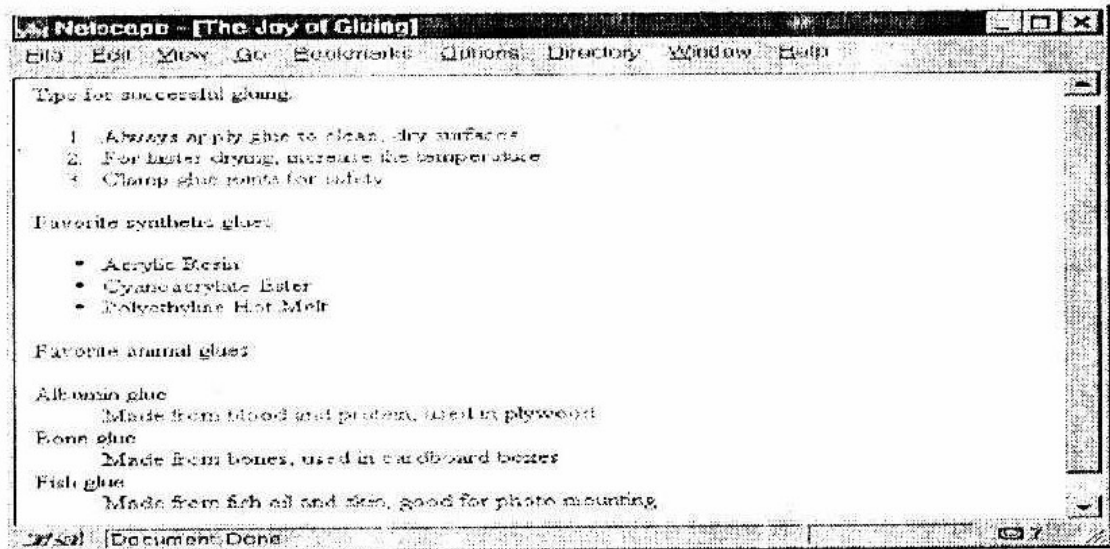 Netscape - [The Joy of Gluing]
File Edit View Go Bookmarks Options Directory Window Help
Tips for successful gluing.
1. Always apply glue to clean, dry surfaces
2. For faster drying, increase the temperature
3. Clamp glue joints for safety
Favorite synthetic glues
• Acrylic Resin
• Cyanoacrylate Ester
• Polyethyline Hot Melt
Favorite animal glues
Albumin glue
Made from blood and protein, used in plywood
Bone glue
Made from bones, used in cardboard boxes
Fish glue
Made from fish oil and skin, good for photo mounting
Document: Done